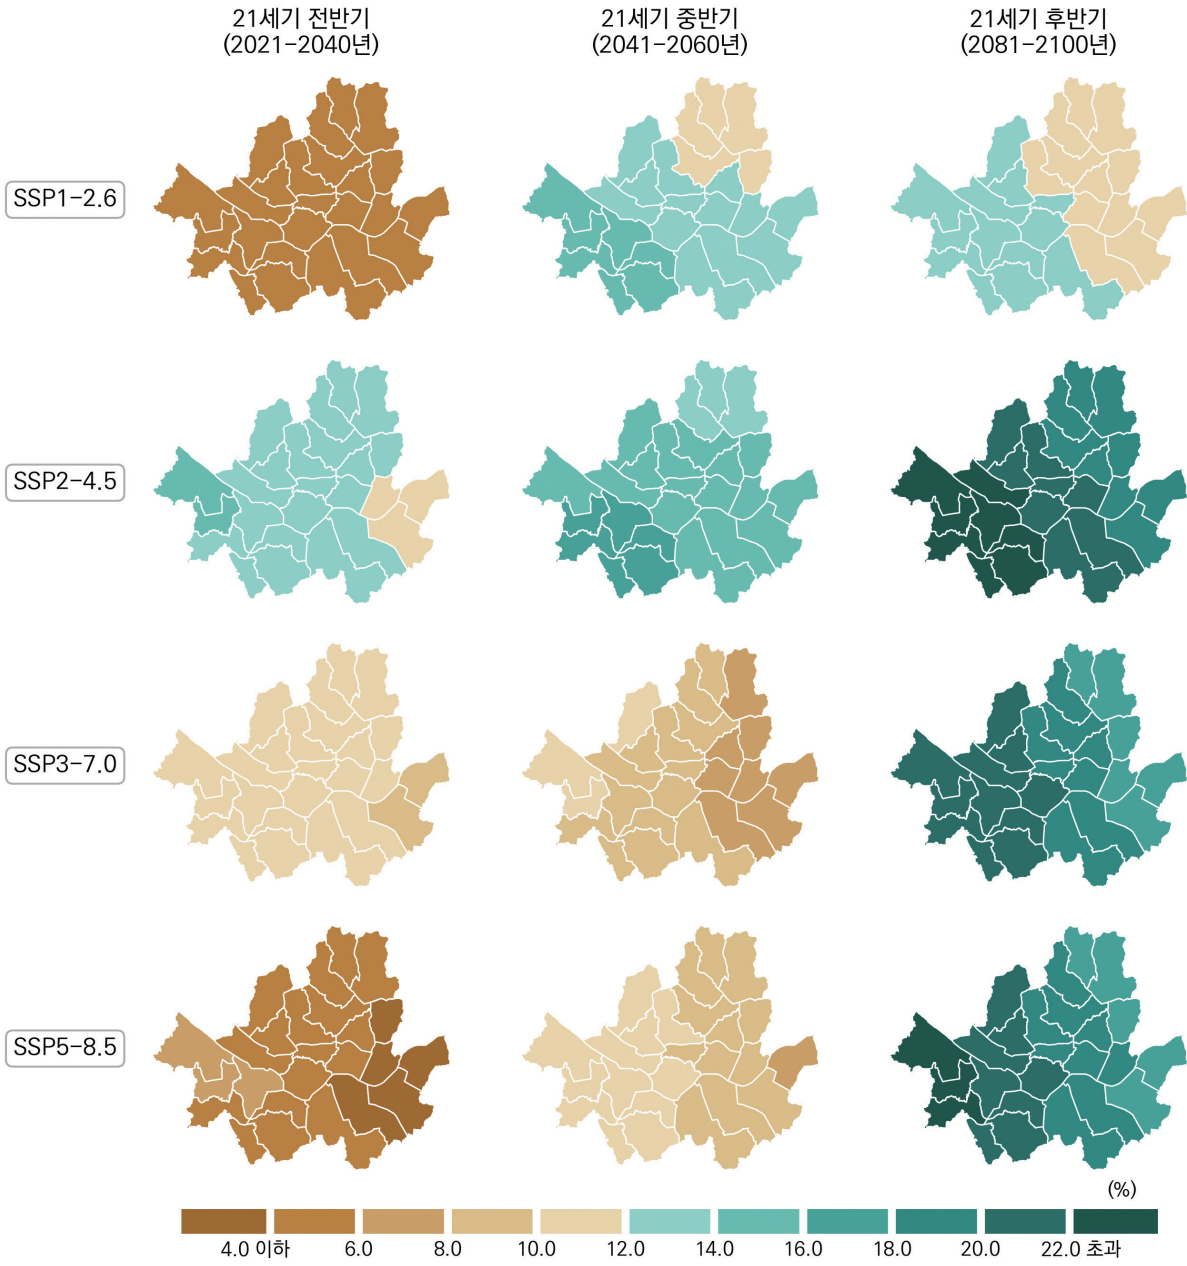 21세기 전반기
(2021-2040년)
21세기 중반기
(2041-2060년)
21세기 후반기
(2081-2100년)
SSP1-2.6
SSP2-4.5
SSP3-7.0
SSP5-8.5
(%)
4.0 이하 6.0 8.0 10.0 12.0 14.0 16.0 18.0 20.0 22.0 초과